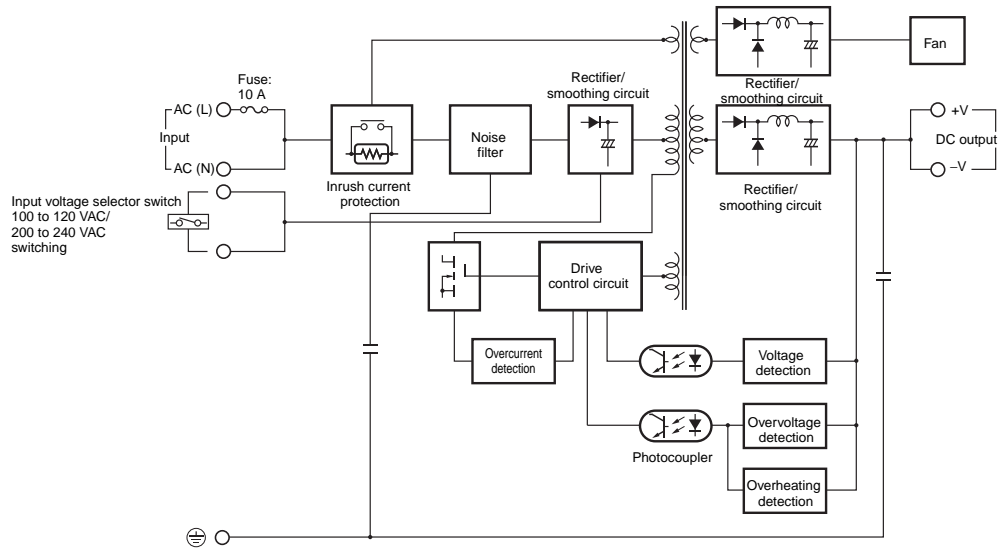 Fuse:
10 A
AC (L)
Input
AC (N)
Input voltage selector switch
100 to 120 VAC/
200 to 240 VAC
switching
Inrush current
protection
Noise
filter
Rectifier/
smoothing circuit
Rectifier/
smoothing circuit
Fan
Rectifier/
smoothing circuit
+V
DC output
–V
Drive
control circuit
Overcurrent
detection
Voltage
detection
Overvoltage
detection
Photocoupler
Overheating
detection